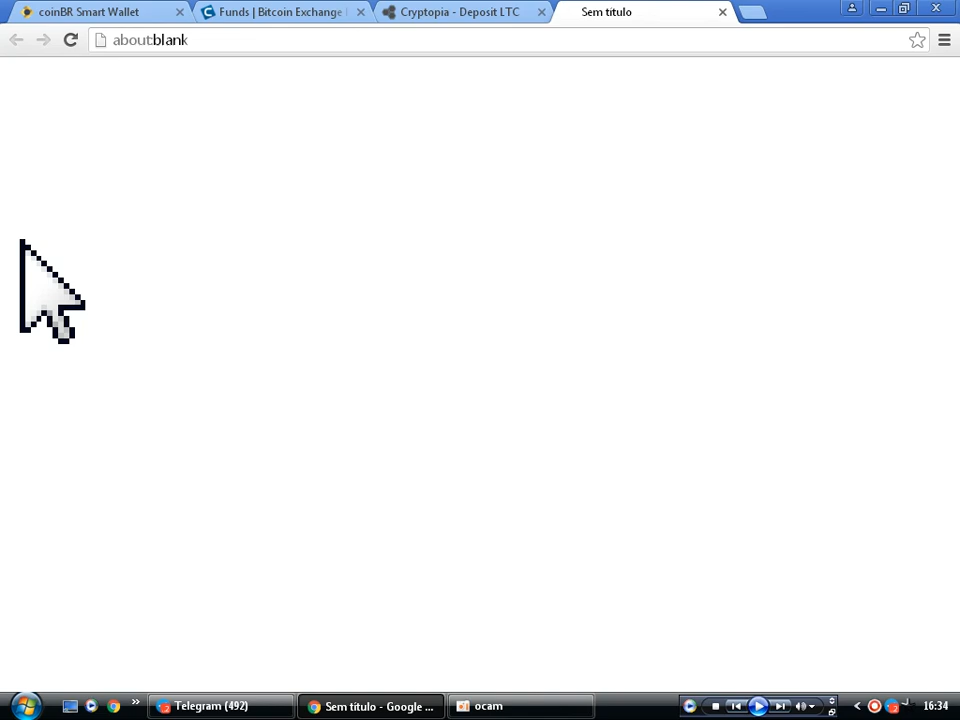 coinBR Smart Wallet
Funds | Bitcoin Exchange
Cryptopia - Deposit LTC
Sem título
about:blank
Telegram (492)
Sem título - Google ...
ocam
16:34